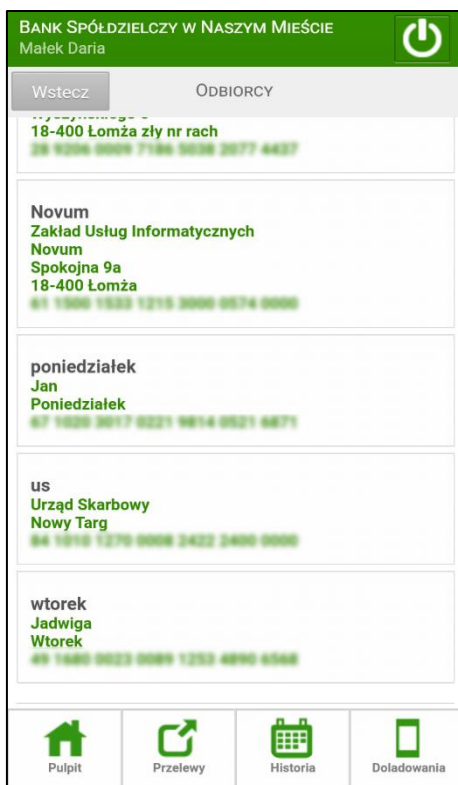 BANK SPÓŁDZIELCZY W NASZYM MIEŚCIE
Małek Daria
Wstecz
ODBIORCY
18-400 Łomża zły nr rach
Novum
Zakład Usług Informatycznych
Novum
Spokojna 9a
18-400 Łomża
poniedziałek
Jan
Poniedziałek
us
Urząd Skarbowy
Nowy Targ
wtorek
Jadwiga
Wtorek
Pulpit
Przelewy
Historia
Doladowania